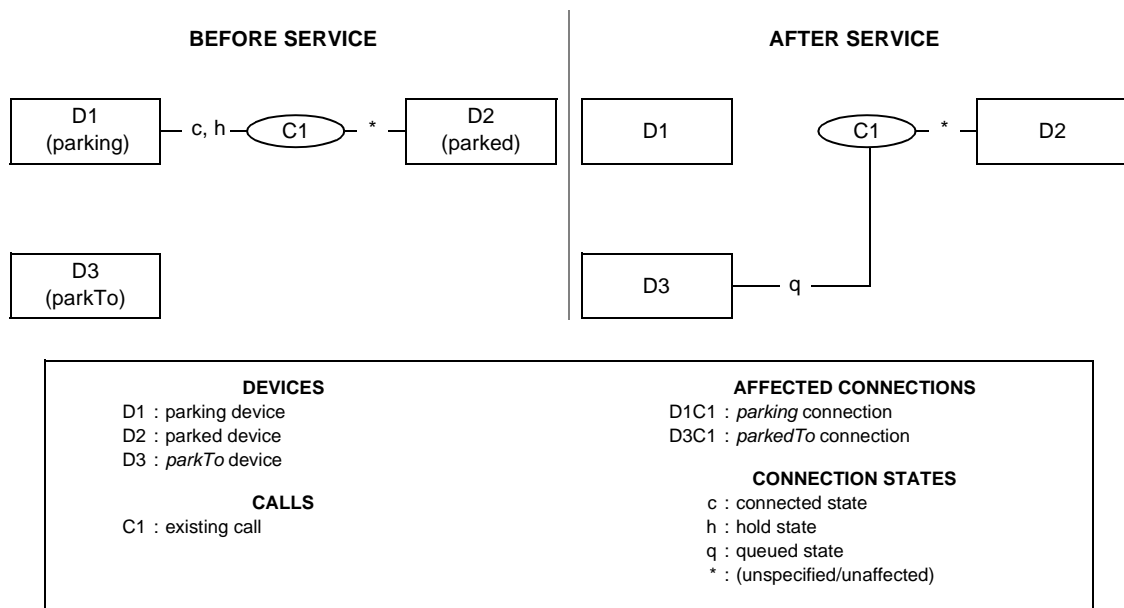 BEFORE SERVICE
D1
(parking)
c, h
C1
*
D2
(parked)
D3
(parkTo)
AFTER SERVICE
D1
C1
*
D2
D3
q
DEVICES
D1 : parking device
D2 : parked device
D3 : parkTo device
CALLS
C1 : existing call
AFFECTED CONNECTIONS
D1C1 : parking connection
D3C1 : parkedTo connection
CONNECTION STATES
c : connected state
h : hold state
q : queued state
* : (unspecified/unaffected)